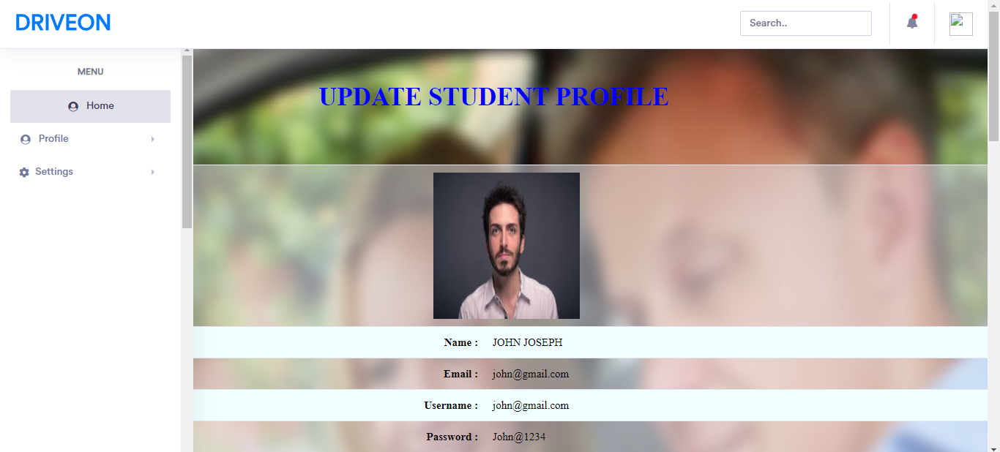 DRIVEON
Search..
MENU
Home
Profile
Settings
UPDATE STUDENT PROFILE
Name : JOHN JOSEPH
Email : john@gmail.com
Username : john@gmail.com
Password : John@1234